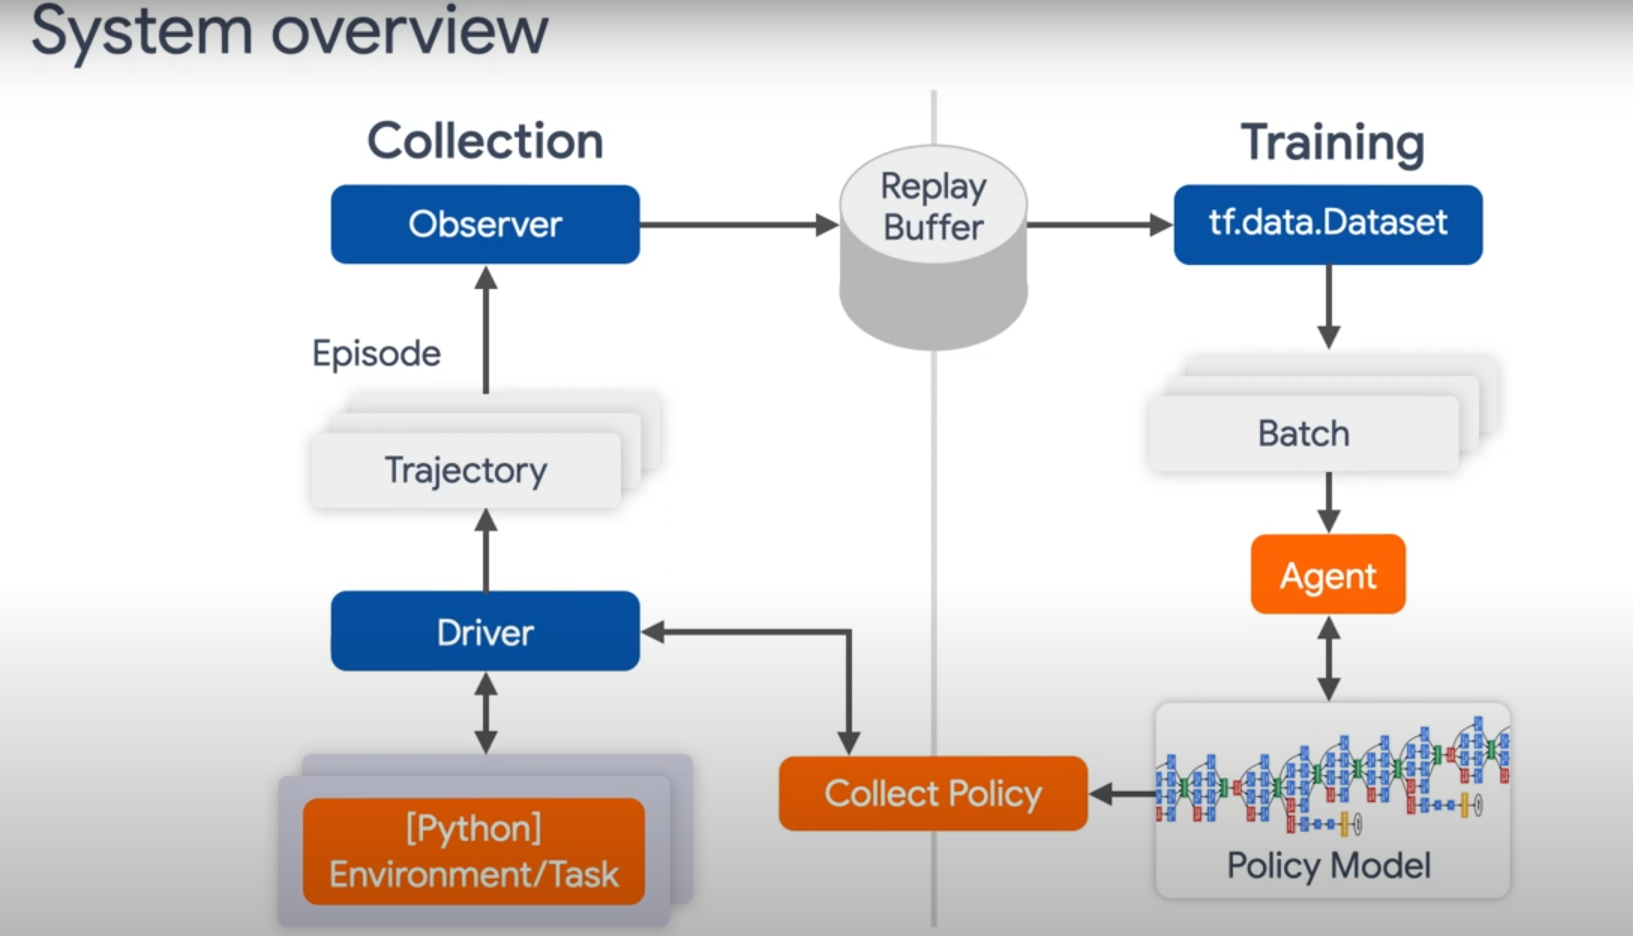 System overview
Collection
Training
Observer
Replay
Buffer
tf.data.Dataset
Episode
Trajectory
Batch
Agent
Driver
Collect Policy
[Python]
Environment/Task
Policy Model